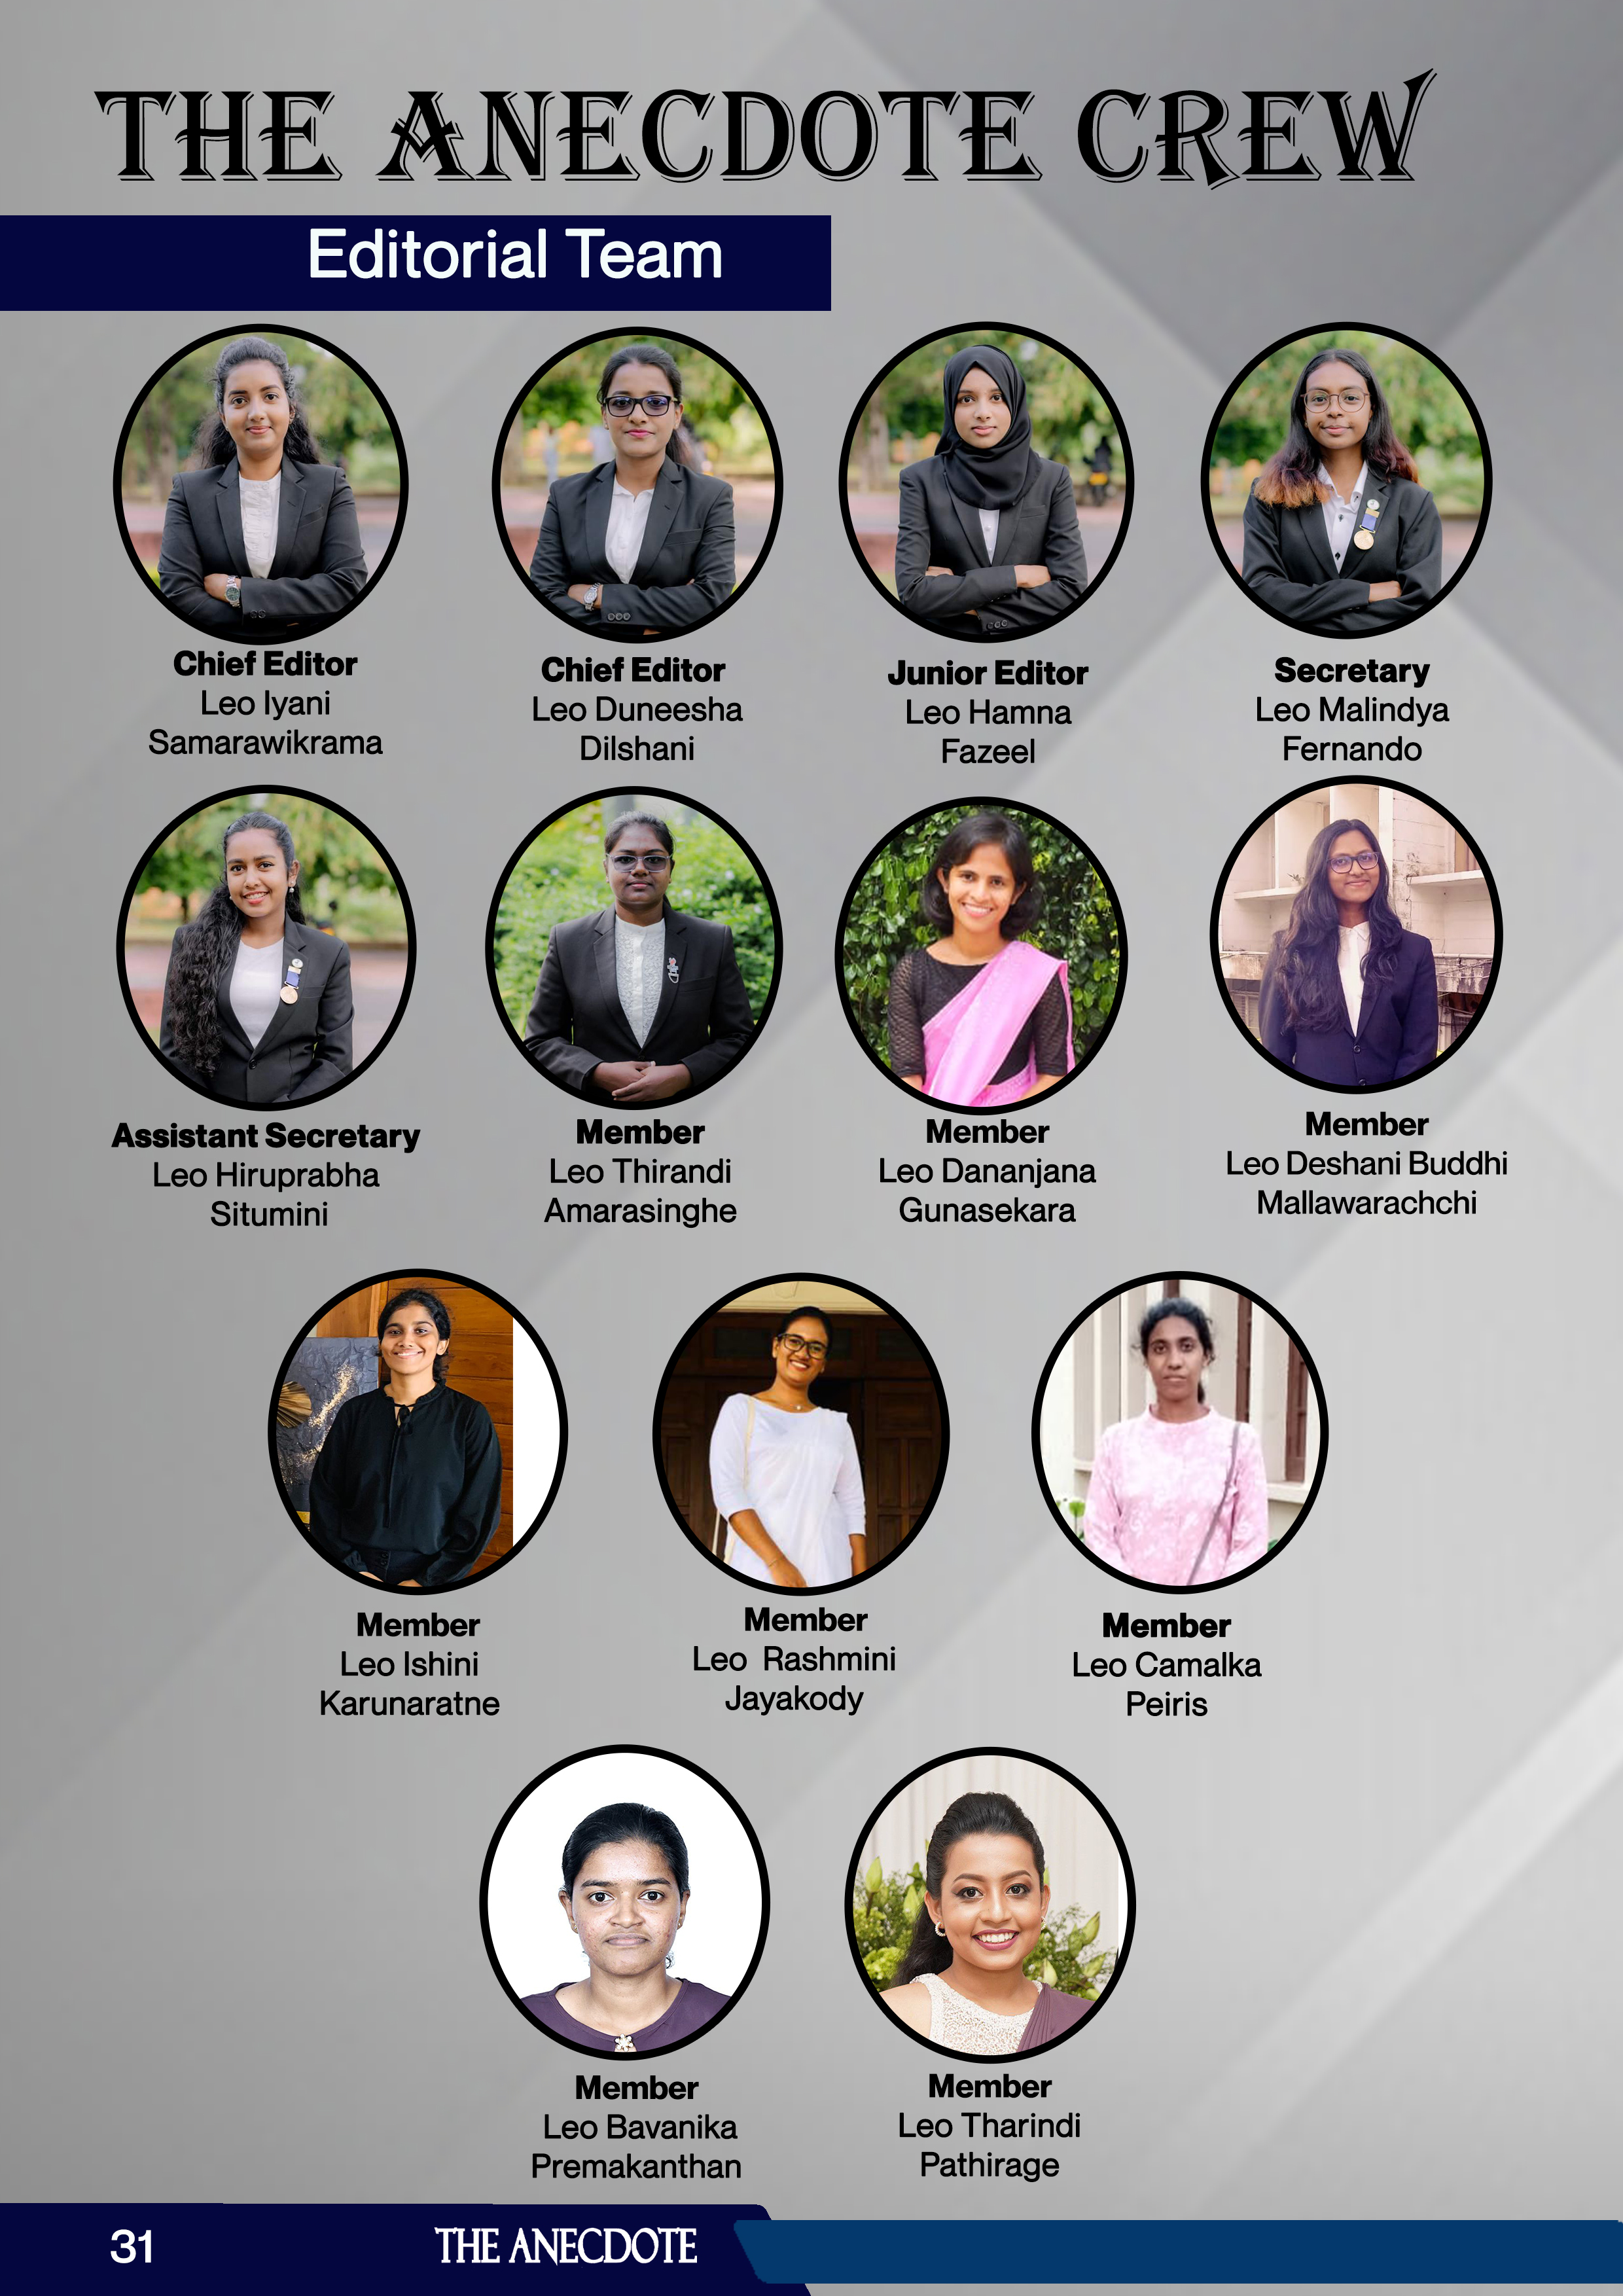 THE ANECDOTE CREW
Editorial Team
Chief Editor
Leo Iyani
Samarawikrama
Chief Editor
Leo Duneesha
Dilshani
Junior Editor
Leo Hamna
Fazeel
Secretary
Leo Malindya
Fernando
Assistant Secretary
Leo Hiruprabha
Situmini
Member
Leo Thirandi
Amarasinghe
Member
Leo Dananjana
Gunasekara
Member
Leo Deshani Buddhi
Mallawarachchi
Member
Leo Ishini
Karunaratne
Member
Leo  Rashmini
Jayakody
Member
Leo Camalka
Peiris
Member
Leo Bavanika
Premakanthan
Member
Leo Tharindi
Pathirage
31
THE ANECDOTE